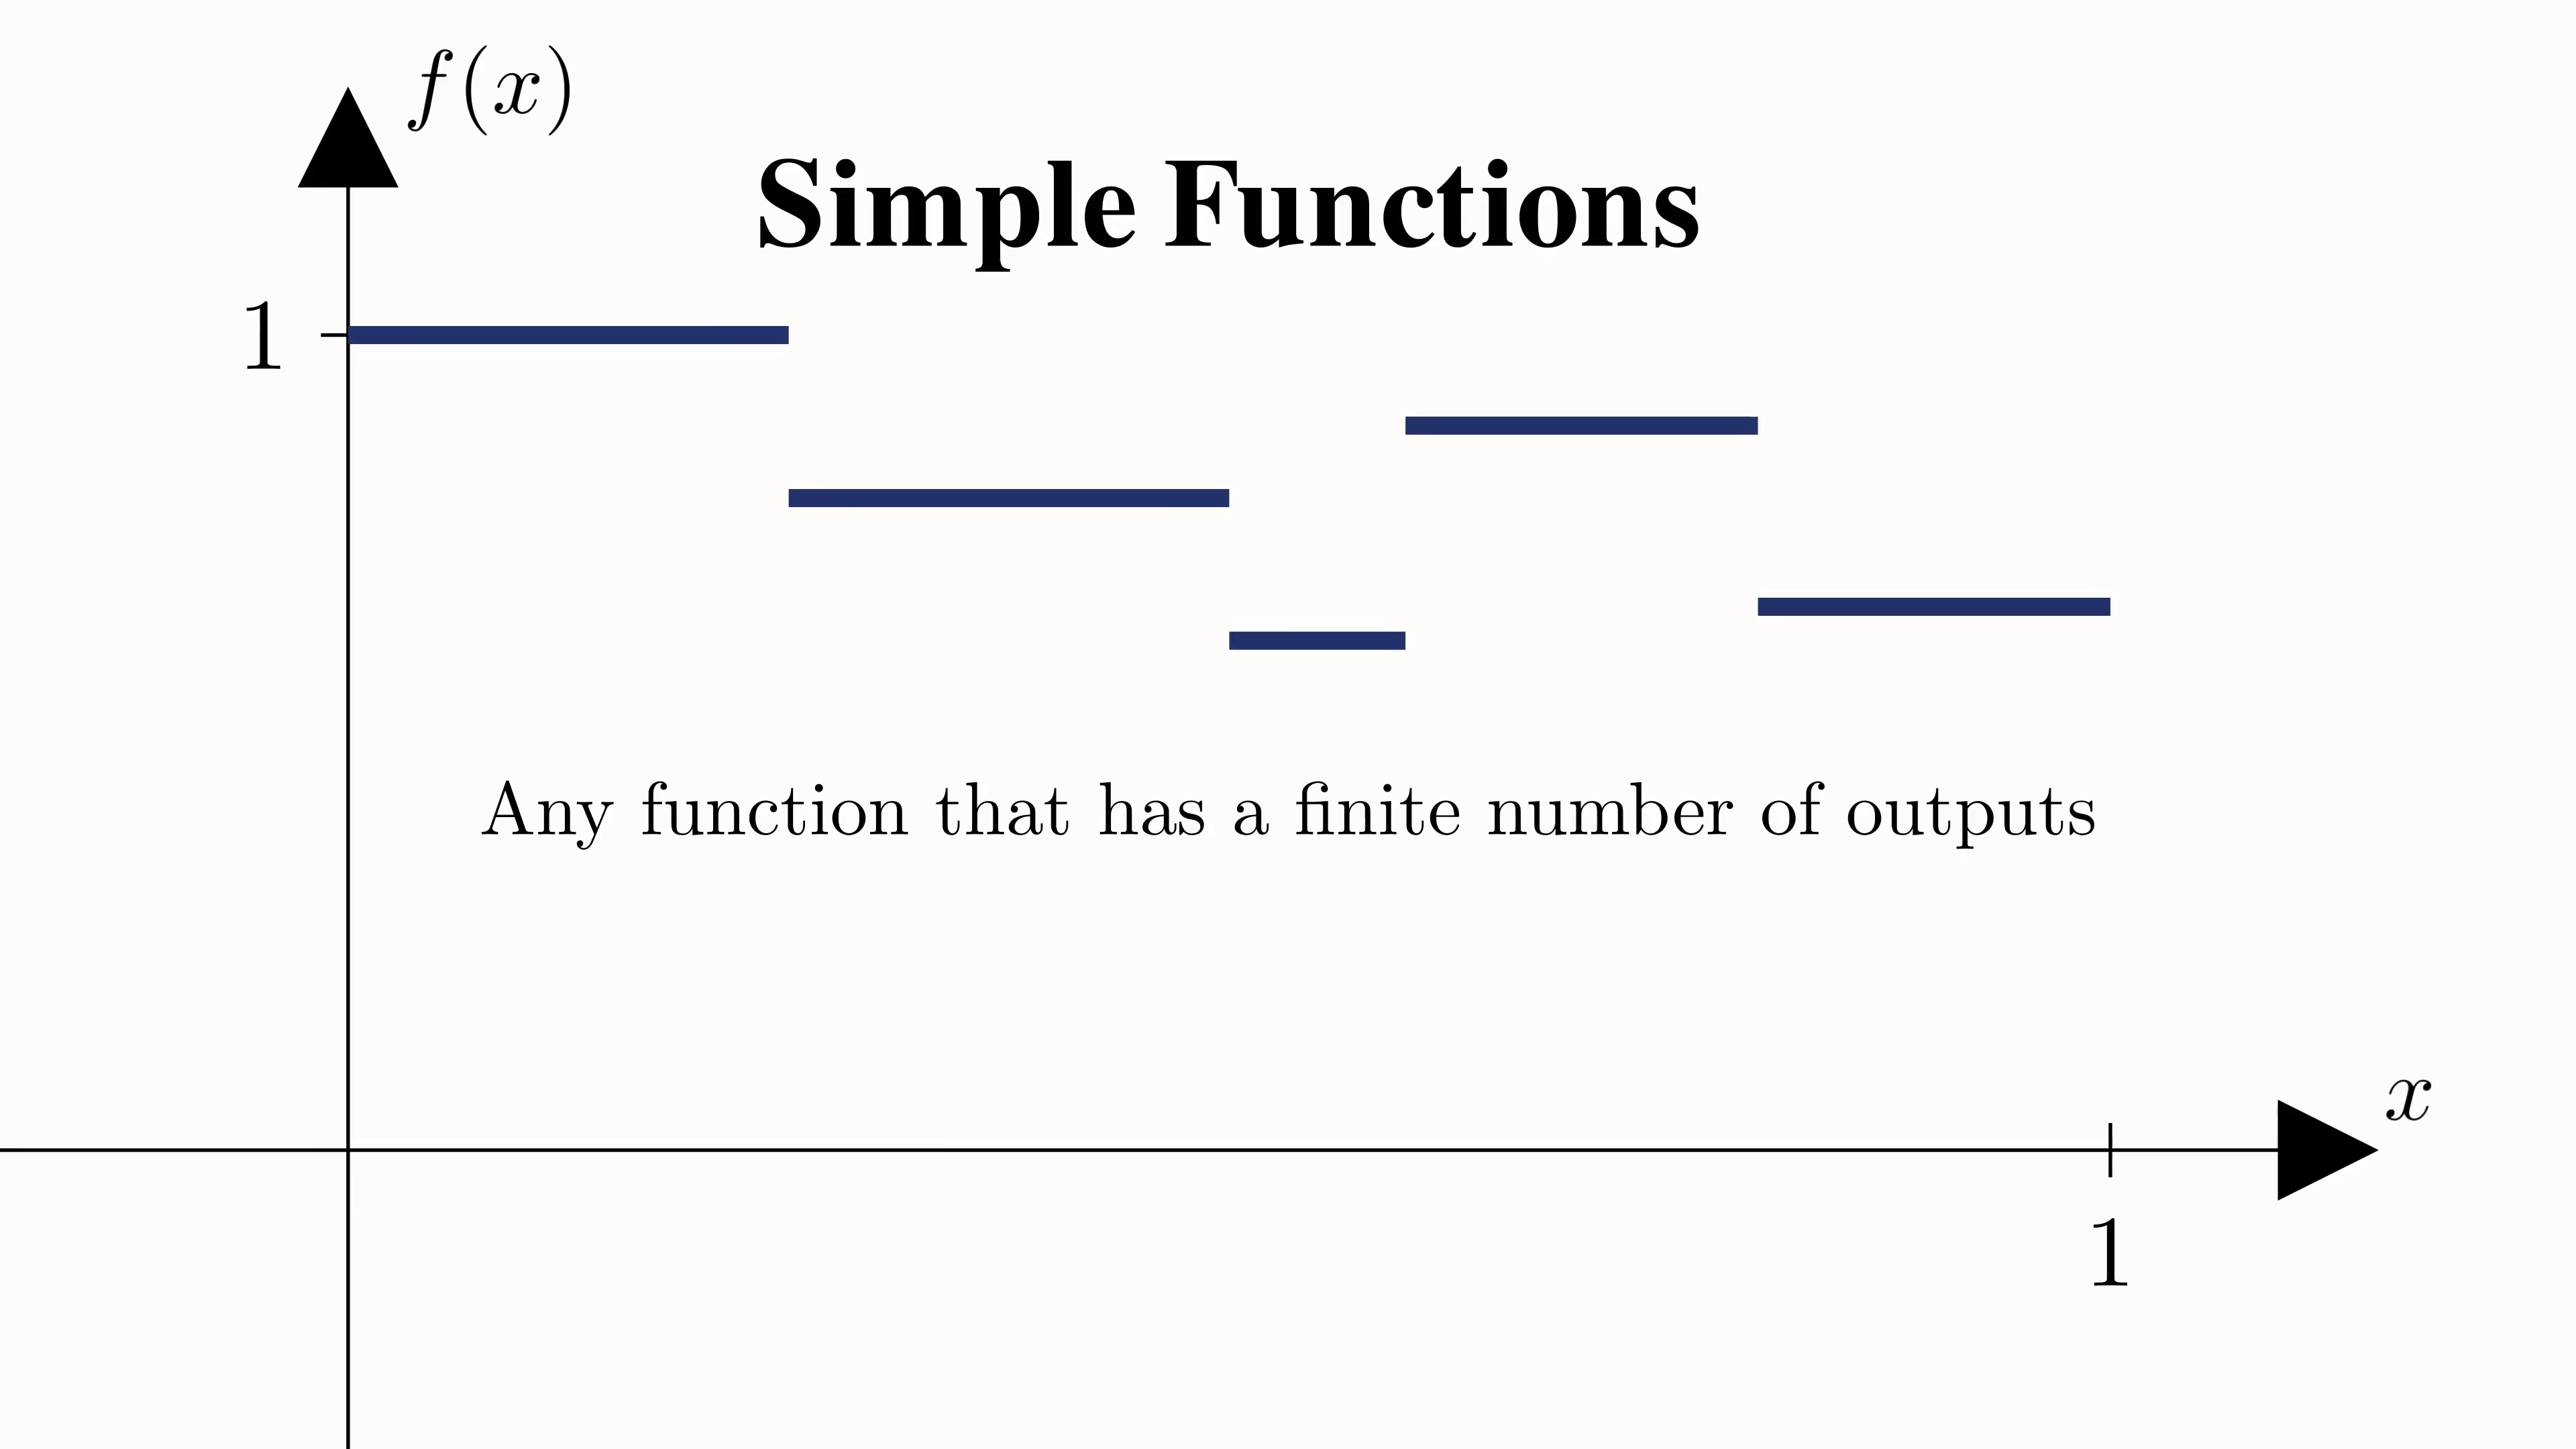 f(x)
Simple Functions
1
Any function that has a finite number of outputs
x
1